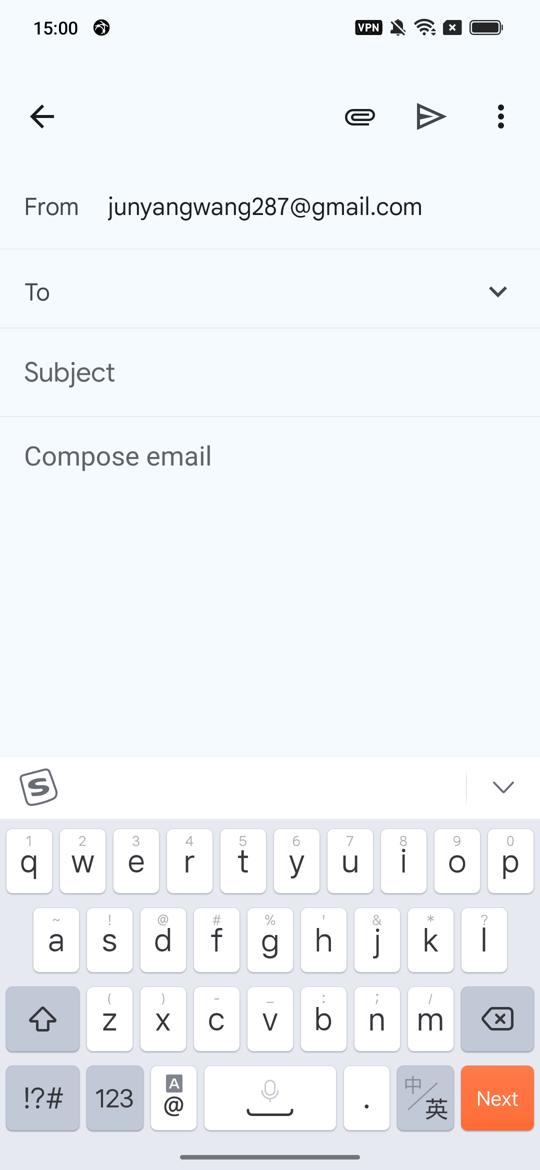 15:00 VPN
From junyangwang287@gmail.com
To
Subject
Compose email
S
1 2 3 4 5 6 7 8 9 0
q w e r t y u i o p
~ ! @ # % ' & * ?
a s d f g h j k l
( ) - _ : ; /
z x c v b n m
!?# 123 A @ . 中/英 Next